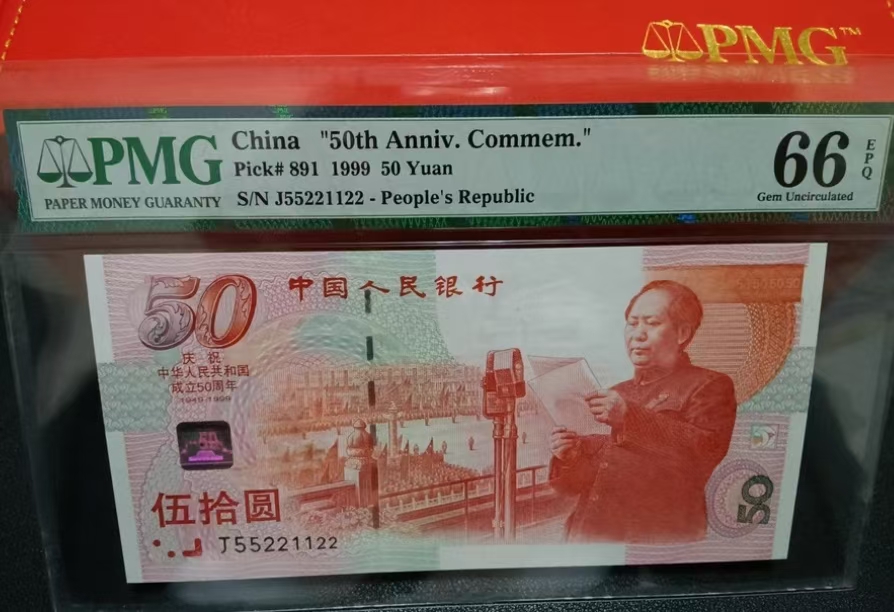 PMG™
PMG
PAPER MONEY GUARANTY
China "50th Anniv. Commem."
Pick# 891 1999 50 Yuan
S/N J55221122 - People's Republic
66
EPQ
Gem Uncirculated
50
中国人民银行
庆祝
中华人民共和国
成立50周年
1949-1999
伍拾圆
J55221122
50